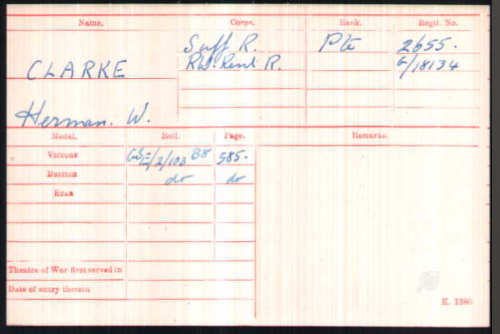 Name. Corps. Rank. Regtl. No.
Suff R. Pte 2655.
CLARKE R.W. Kent. R. G/18134
Herman. W.
Medal. Roll. Page. Remarks.
Victory 585.
British do do
Star
Theatre of War first served in
Date of entry therein
K. 1380